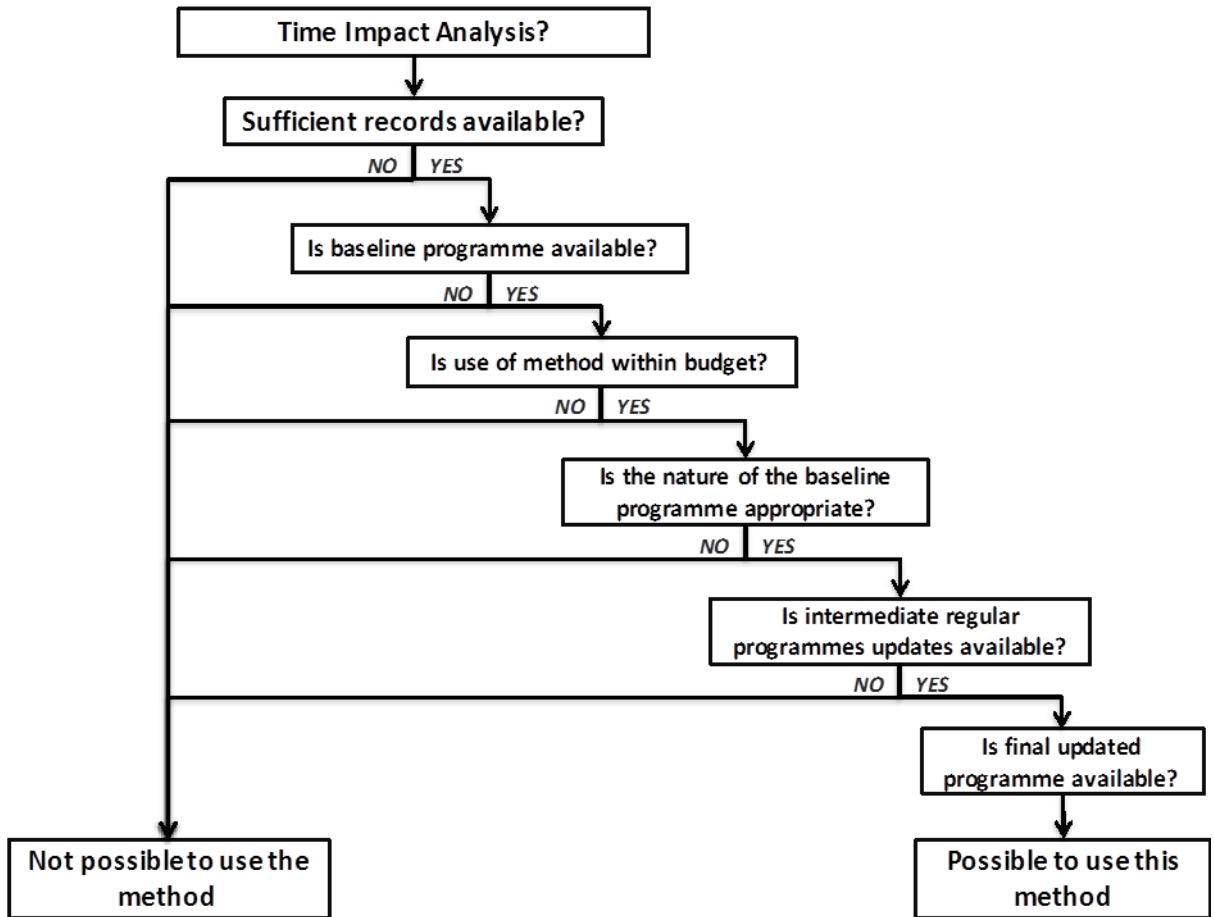 Time Impact Analysis?
Sufficient records available?
NO YES
Is baseline programme available?
NO YES
Is use of method within budget?
NO YES
Is the nature of the baseline
programme appropriate?
NO YES
Is intermediate regular
programmes updates available?
NO YES
Is final updated
programme available?
Not possible to use the
method
Possible to use this
method